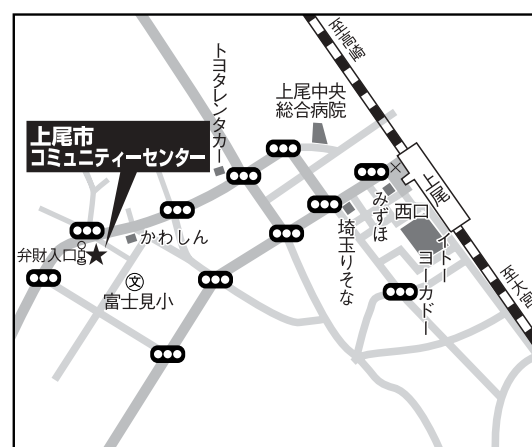 至高崎
トヨタレンタカー
上尾中央
総合病院
上尾市
コミュニティーセンター
上尾
みずほ
西口
イトー
ヨーカドー
埼玉りそな
かわしん
弁財入口
文
富士見小
至大宮